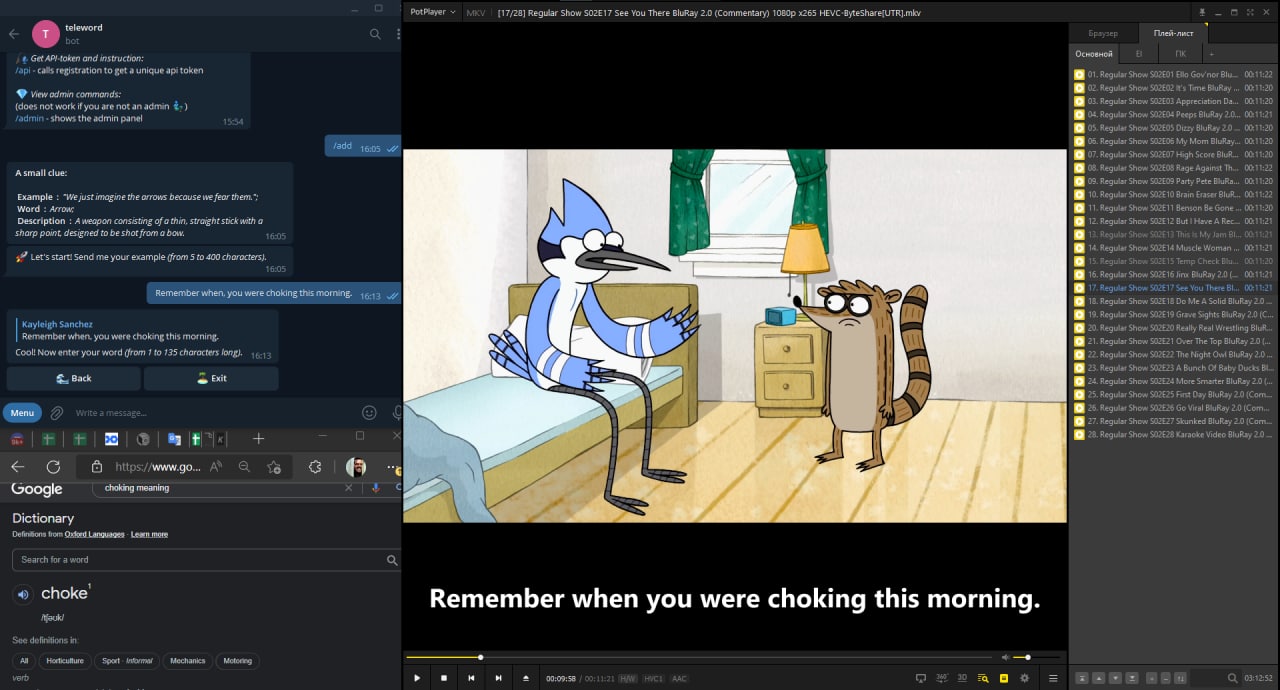 teleword
bot
Get API-token and instruction:
/api - calls registration to get a unique api token
View admin commands:
(does not work if you are not an admin 🧞‍♂️)
/admin - shows the admin panel
15:54
/add 16:05
A small clue:
Example : "We just imagine the arrows because we fear them.";
Word : Arrow;
Description : A weapon consisting of a thin, straight stick with a
sharp point, designed to be shot from a bow.
16:05
🚀 Let's start! Send me your example (from 5 to 400 characters).
16:05
Remember when, you were choking this morning. 16:13
Kayleigh Sanchez
Remember when, you were choking this morning.
Cool! Now enter your word (from 1 to 135 characters long). 16:13
Back
Exit
Menu
Write a message...
https://www.go...
Google
choking meaning
Dictionary
Definitions from Oxford Languages · Learn more
Search for a word
choke¹
/tʃəʊk/
See definitions in:
All
Horticulture
Sport · Informal
Mechanics
Motoring
verb
PotPlayer
MKV
[17/28] Regular Show S02E17 See You There BluRay 2.0 (Commentary) 1080p x265 HEVC-ByteShare[UTR].mkv
Remember when you were choking this morning.
00:09:58 / 00:11:21 H/W HVC1 AAC
360°
3D
Браузер
Плей-лист
Основной
EI
ПК
+
01. Regular Show S02E01 Ello Gov'nor Blu... 00:11:22
02. Regular Show S02E02 It's Time BluRay ... 00:11:20
03. Regular Show S02E03 Appreciation Da... 00:11:20
04. Regular Show S02E04 Peeps BluRay 2.0... 00:11:21
05. Regular Show S02E05 Dizzy BluRay 2.0... 00:11:21
06. Regular Show S02E06 My Mom BluRay... 00:11:20
07. Regular Show S02E07 High Score BluR... 00:11:20
08. Regular Show S02E08 Rage Against Th... 00:11:22
09. Regular Show S02E09 Party Pete BluRa... 00:11:20
10. Regular Show S02E10 Brain Eraser BluR... 00:11:22
11. Regular Show S02E11 Benson Be Gone ... 00:11:20
12. Regular Show S02E12 But I Have A Rec... 00:11:21
13. Regular Show S02E13 This Is My Jam Bl... 00:11:21
14. Regular Show S02E14 Muscle Woman ... 00:11:21
15. Regular Show S02E15 Temp Check Blu... 00:11:20
16. Regular Show S02E16 Jinx BluRay 2.0 (... 00:11:21
17. Regular Show S02E17 See You There Bl... 00:11:21
18. Regular Show S02E18 Do Me A Solid BluRay 2.0 ...
19. Regular Show S02E19 Grave Sights BluRay 2.0 (C...
20. Regular Show S02E20 Really Real Wrestling BluR...
21. Regular Show S02E21 Over The Top BluRay 2.0 (...
22. Regular Show S02E22 The Night Owl BluRay 2.0 ...
23. Regular Show S02E23 A Bunch Of Baby Ducks Bl...
24. Regular Show S02E24 More Smarter BluRay 2.0 (...
25. Regular Show S02E25 First Day BluRay 2.0 (Com...
26. Regular Show S02E26 Go Viral BluRay 2.0 (Com...
27. Regular Show S02E27 Skunked BluRay 2.0 (Com...
28. Regular Show S02E28 Karaoke Video BluRay 2.0 ...
03:12:52